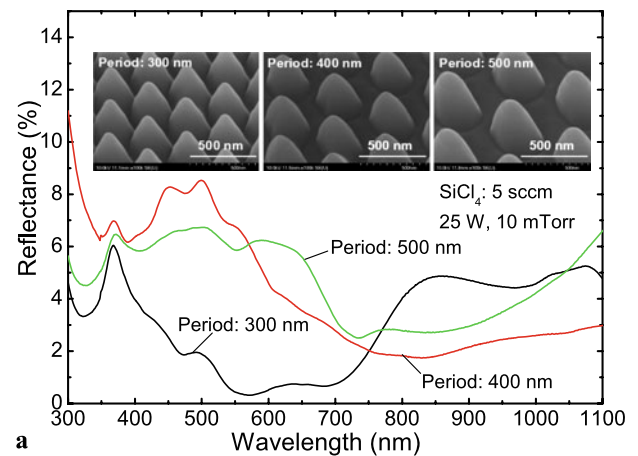 14
12
10
8
6
4
2
0
Reflectance (%)
Period: 300 nm
Period: 400 nm
Period: 500 nm
500 nm
500 nm
500 nm
SiCl4: 5 sccm
25 W, 10 mTorr
Period: 500 nm
Period: 300 nm
Period: 400 nm
300 400 500 600 700 800 900 1000 1100
Wavelength (nm)
a